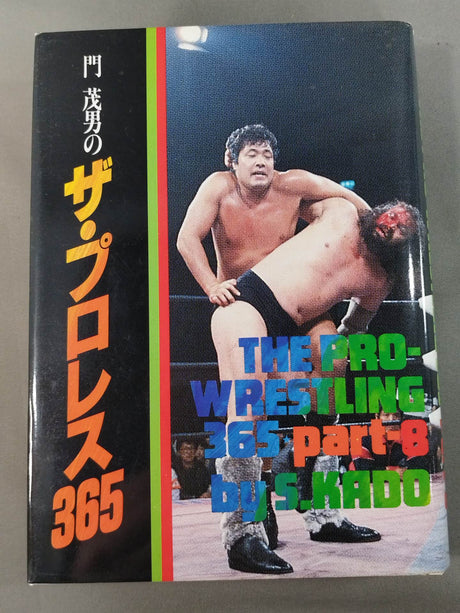 門 茂男の
ザ・プロレス
365
THE PRO-
WRESTLING
365 part-8
by S.KADO